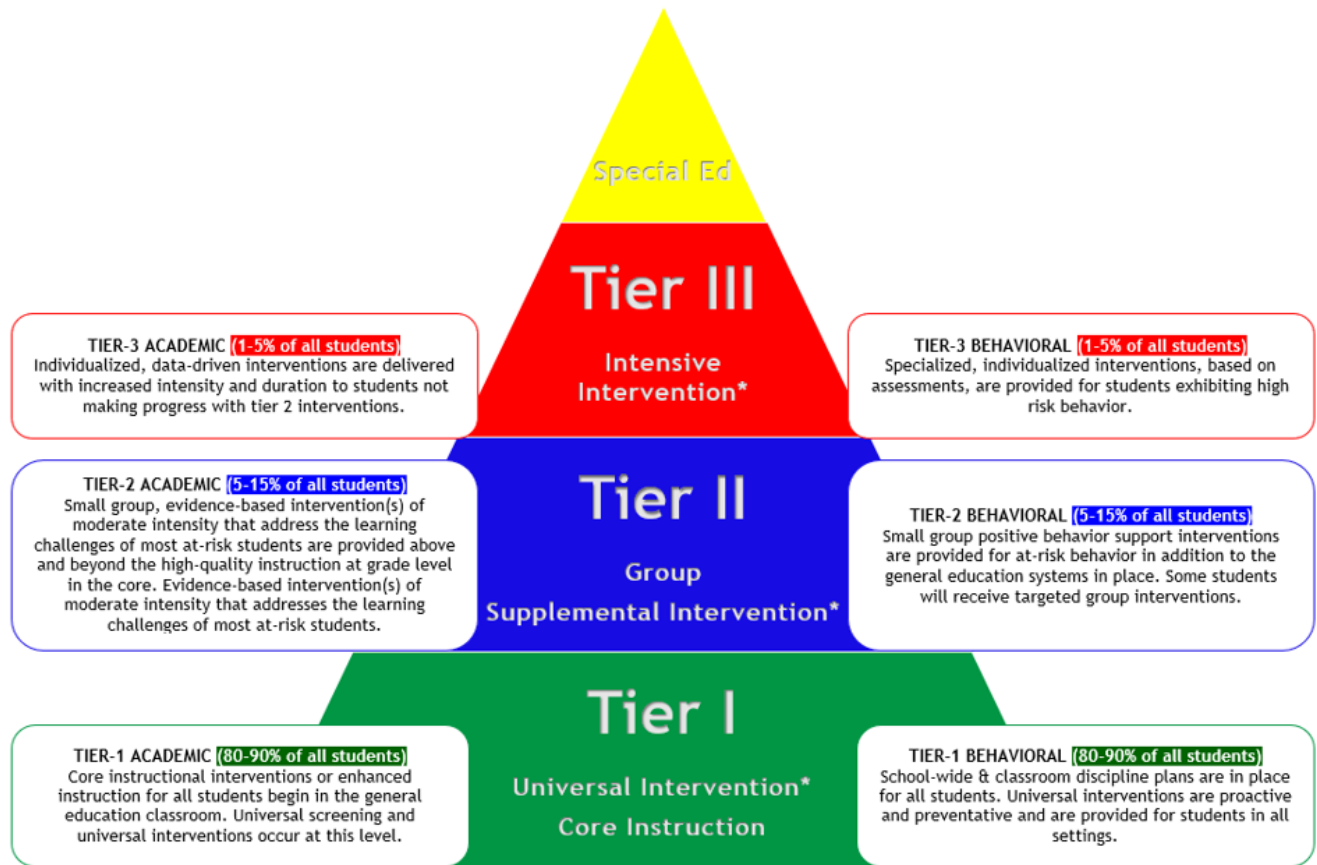 Special Ed
Tier III
Intensive
Intervention*
TIER-3 ACADEMIC (1-5% of all students)
Individualized, data-driven interventions are delivered
with increased intensity and duration to students not
making progress with tier 2 interventions.
TIER-3 BEHAVIORAL (1-5% of all students)
Specialized, individualized interventions, based on
assessments, are provided for students exhibiting high
risk behavior.
Tier II
Group
Supplemental Intervention*
TIER-2 ACADEMIC (5-15% of all students)
Small group, evidence-based intervention(s) of
moderate intensity that address the learning
challenges of most at-risk students are provided above
and beyond the high-quality instruction at grade level
in the core. Evidence-based intervention(s) of
moderate intensity that addresses the learning
challenges of most at-risk students.
TIER-2 BEHAVIORAL (5-15% of all students)
Small group positive behavior support interventions
are provided for at-risk behavior in addition to the
general education systems in place. Some students
will receive targeted group interventions.
Tier I
Universal Intervention*
Core Instruction
TIER-1 ACADEMIC (80-90% of all students)
Core instructional interventions or enhanced
instruction for all students begin in the general
education classroom. Universal screening and
universal interventions occur at this level.
TIER-1 BEHAVIORAL (80-90% of all students)
School-wide & classroom discipline plans are in place
for all students. Universal interventions are proactive
and preventative and are provided for students in all
settings.